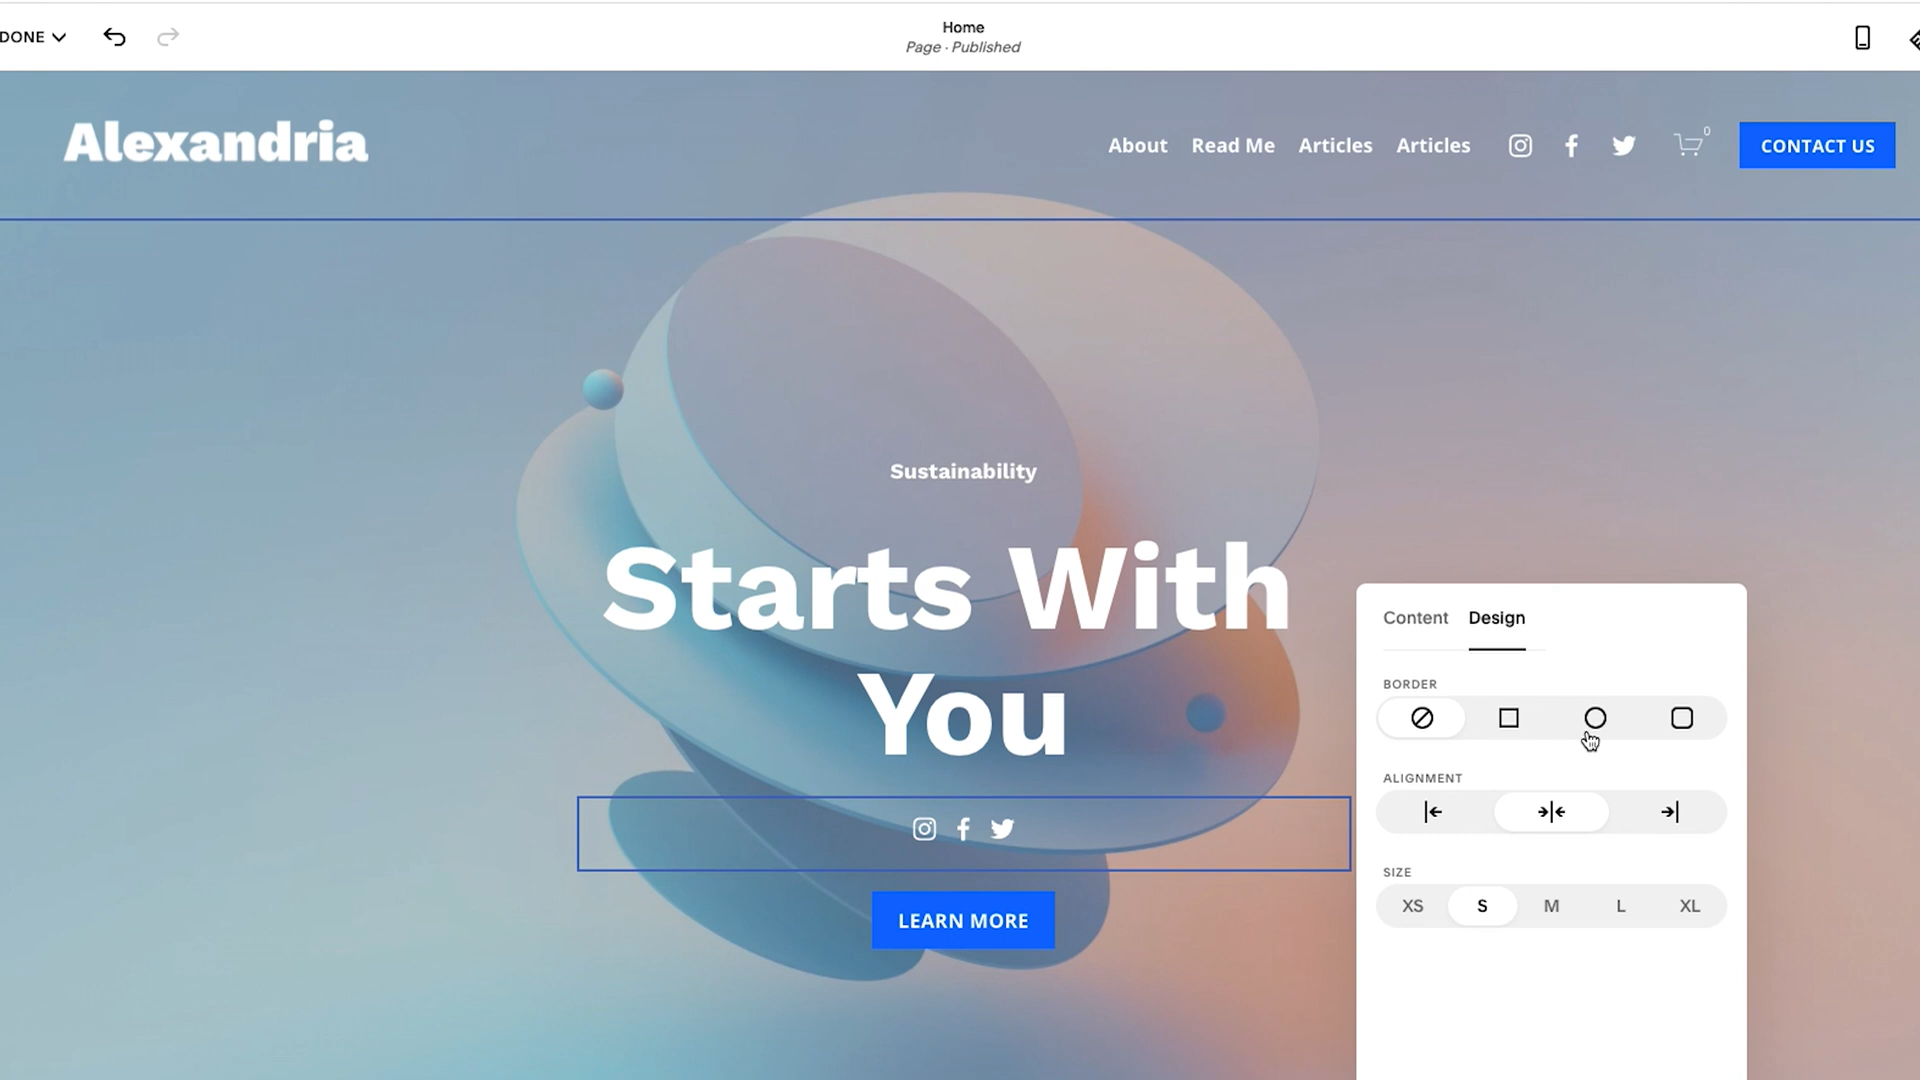 DONE
Home
Page · Published
Alexandria
About Read Me Articles Articles 0 CONTACT US
Sustainability
Starts With
You
LEARN MORE
Content Design
BORDER
ALIGNMENT
SIZE
XS S M L XL